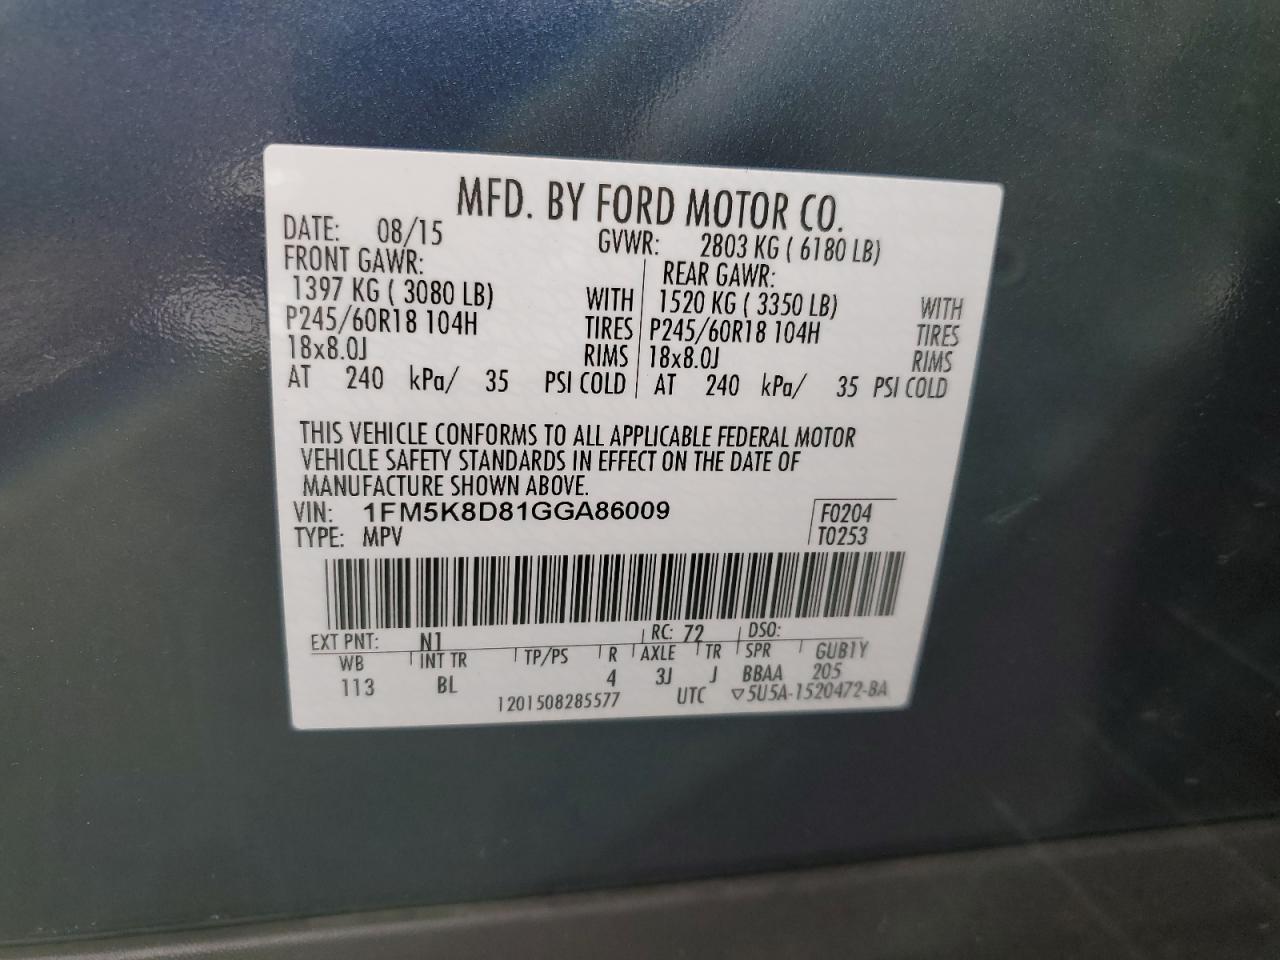 MFD. BY FORD MOTOR CO.
DATE: 08/15 GVWR: 2803 KG ( 6180 LB)
FRONT GAWR: REAR GAWR:
1397 KG ( 3080 LB) WITH 1520 KG ( 3350 LB) WITH
P245/60R18 104H TIRES P245/60R18 104H TIRES
18x8.0J RIMS 18x8.0J RIMS
AT 240 kPa/ 35 PSI COLD AT 240 kPa/ 35 PSI COLD
THIS VEHICLE CONFORMS TO ALL APPLICABLE FEDERAL MOTOR
VEHICLE SAFETY STANDARDS IN EFFECT ON THE DATE OF
MANUFACTURE SHOWN ABOVE.
VIN: 1FM5K8D81GGA86009 F0204
TYPE: MPV T0253
EXT PNT: N1 RC: 72 DSO:
WB INT TR TP/PS R AXLE TR SPR GUB1Y
113 BL 4 3J J BBAA 205
1201508285577 UTC ▽5U5A-1520472-BA